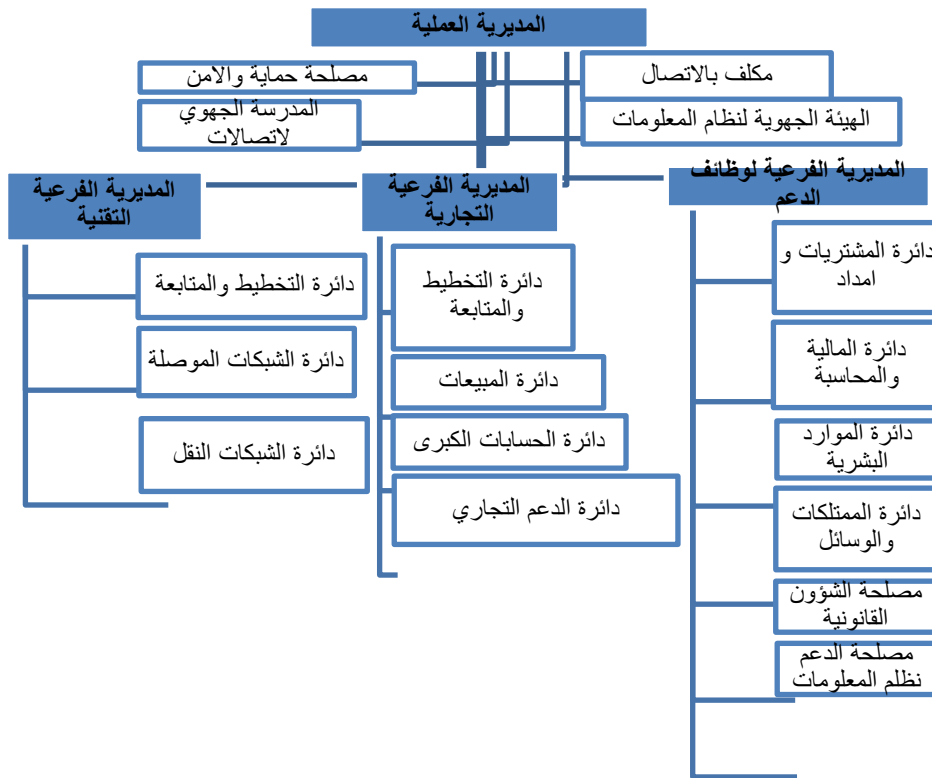 المديرية العملية
مكلف بالاتصال
مصلحة حماية والامن
الهيئة الجهوية لنظام المعلومات
المدرسة الجهوي
لاتصالات
المديرية الفرعية لوظائف
الدعم
المديرية الفرعية
التجارية
المديرية الفرعية
التقنية
دائرة المشتريات و
امداد
دائرة المالية
والمحاسبة
دائرة الموارد
البشرية
دائرة الممتلكات
والوسائل
مصلحة الشؤون
القانونية
مصلحة الدعم
نظلم المعلومات
دائرة التخطيط
والمتابعة
دائرة المبيعات
دائرة الحسابات الكبرى
دائرة الدعم التجاري
دائرة التخطيط والمتابعة
دائرة الشبكات الموصلة
دائرة الشبكات النقل